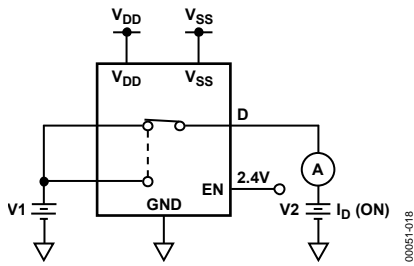 VDD VSS
VDD VSS
D
A
2.4V
EN
GND
V1
V2 ID (ON)
00051-018